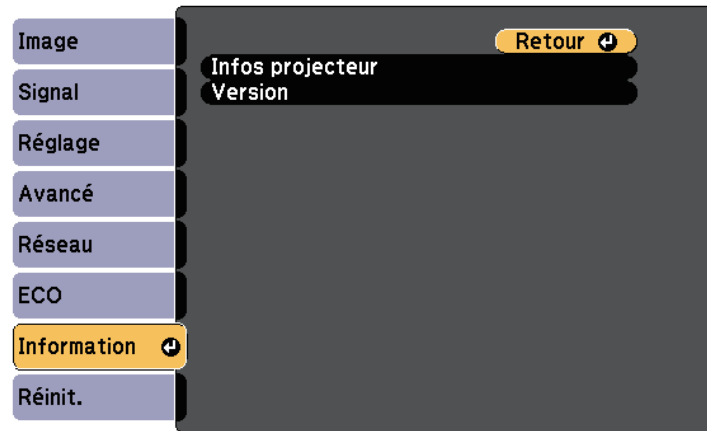 Image
Signal
Réglage
Avancé
Réseau
ECO
Information
Réinit.
Retour
Infos projecteur
Version